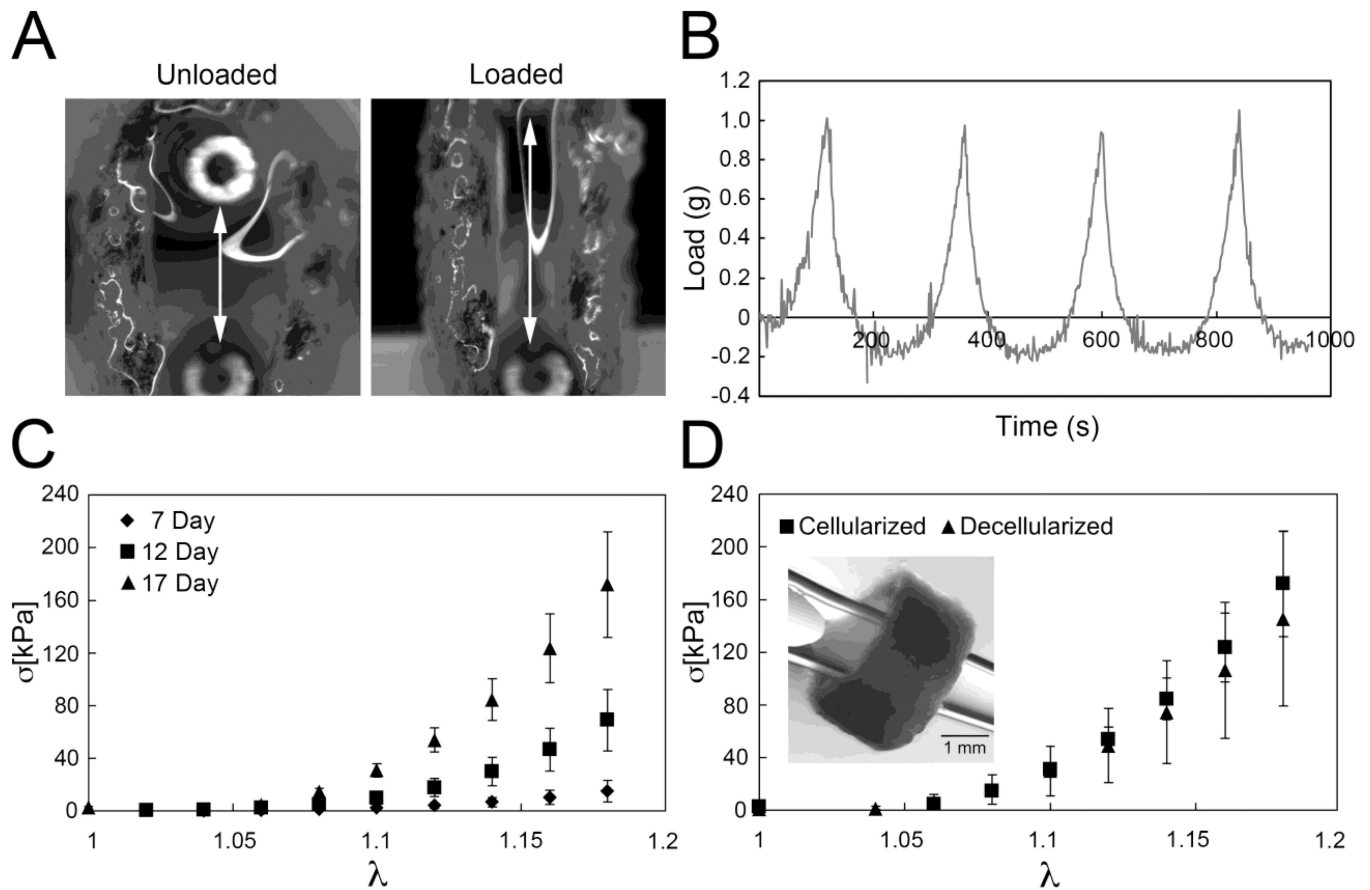 A
Unloaded
Loaded
B
1.2
1.0
0.8
0.6
0.4
0.2
0
-0.2
-0.4
200
400
600
800
1000
Load (g)
Time (s)
C
240
200
160
120
80
40
0
σ[kPa]
7 Day
12 Day
17 Day
1
1.05
1.1
1.15
1.2
λ
D
240
200
160
120
80
40
0
σ[kPa]
Cellularized
Decellularized
1 mm
1
1.05
1.1
1.15
1.2
λ